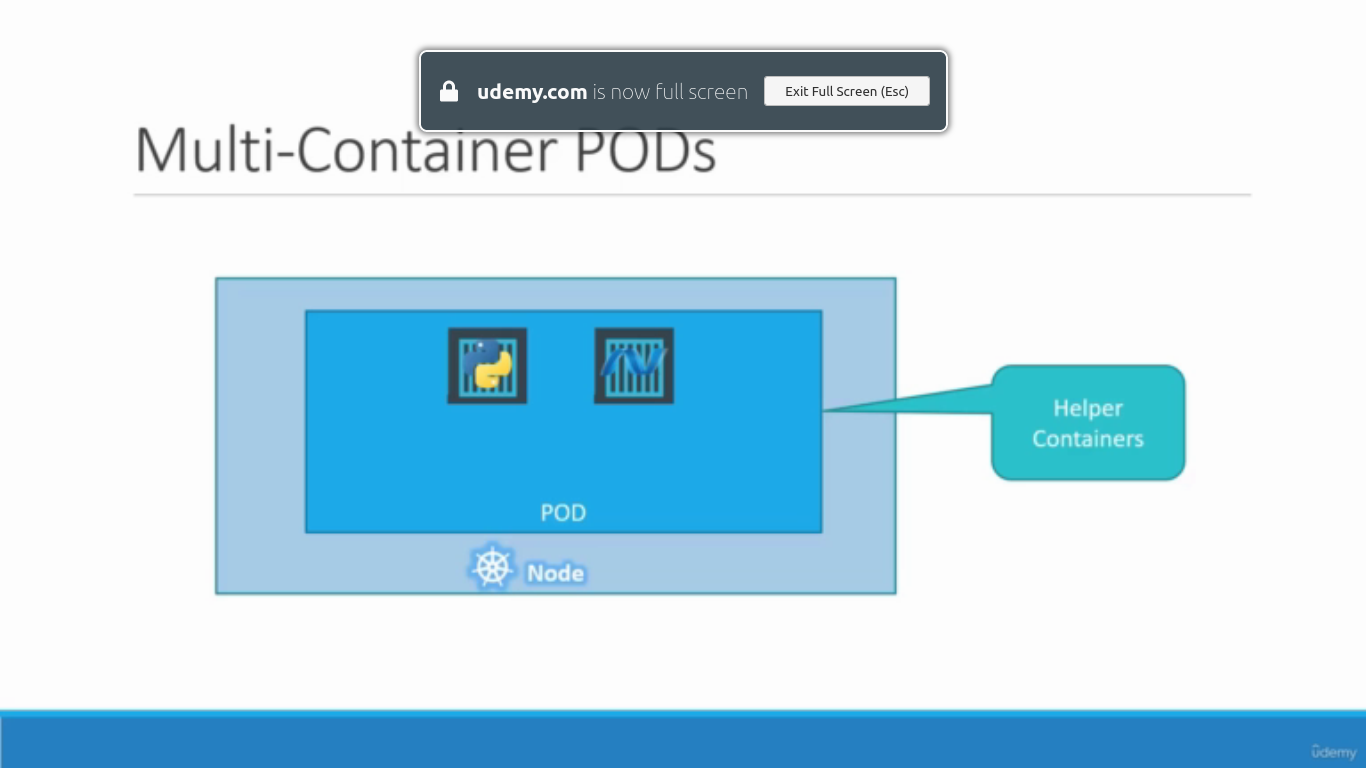 udemy.com is now full screen
Exit Full Screen (Esc)
Multi-Container PODs
Helper
Containers
POD
Node
ûdemy